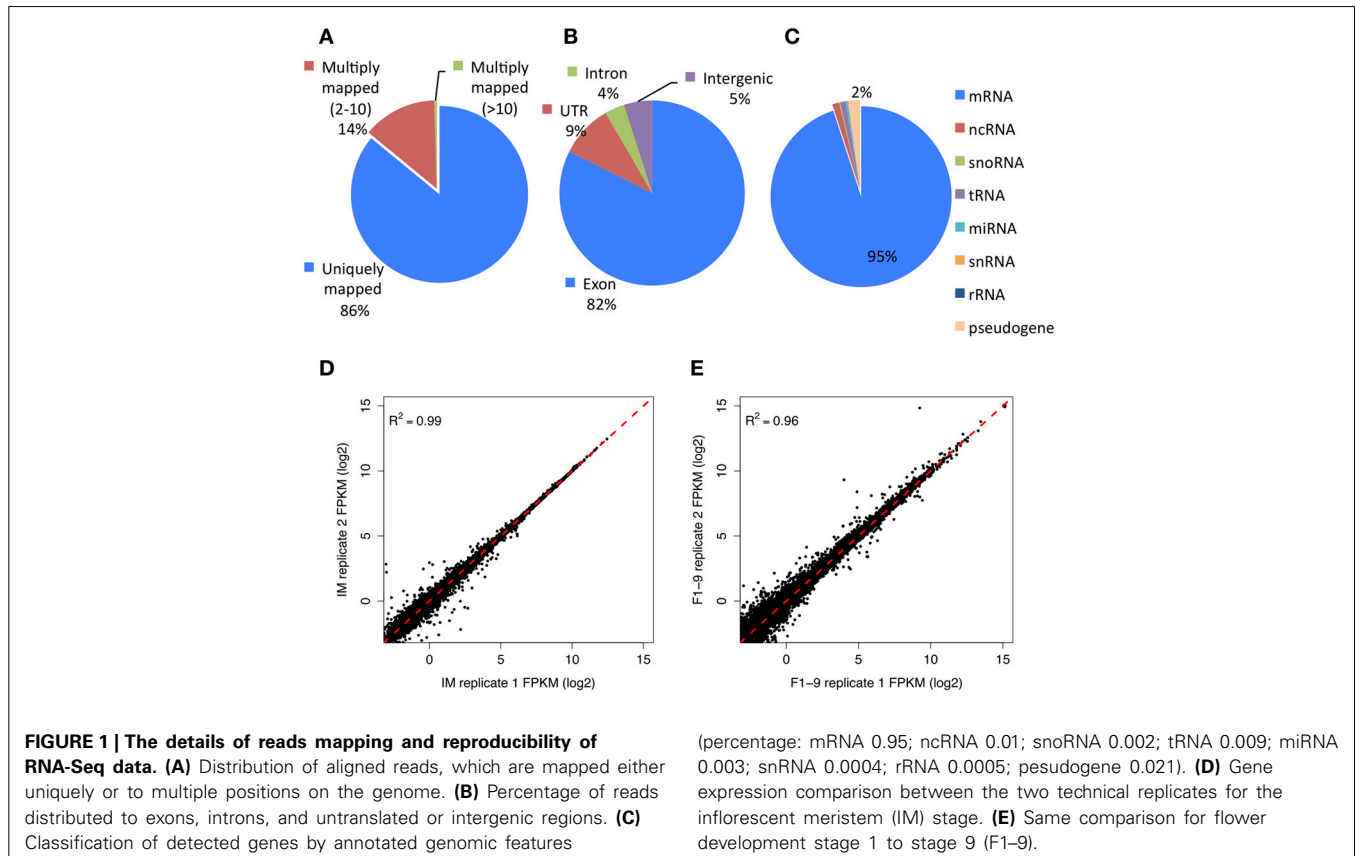 A
Multiply
mapped
(2-10)
14%
Multiply
mapped
(>10)
Uniquely
mapped
86%
B
Intron
4%
Intergenic
5%
UTR
9%
Exon
82%
C
2%
95%
mRNA
ncRNA
snoRNA
tRNA
miRNA
snRNA
rRNA
pseudogene
D
R² = 0.99
IM replicate 2 FPKM (log2)
15
10
5
0
0 5 10 15
IM replicate 1 FPKM (log2)
E
R² = 0.96
F1−9 replicate 2 FPKM (log2)
15
10
5
0
0 5 10 15
F1−9 replicate 1 FPKM (log2)
FIGURE 1 | The details of reads mapping and reproducibility of
RNA-Seq data. (A) Distribution of aligned reads, which are mapped either
uniquely or to multiple positions on the genome. (B) Percentage of reads
distributed to exons, introns, and untranslated or intergenic regions. (C)
Classification of detected genes by annotated genomic features
(percentage: mRNA 0.95; ncRNA 0.01; snoRNA 0.002; tRNA 0.009; miRNA
0.003; snRNA 0.0004; rRNA 0.0005; pesudogene 0.021). (D) Gene
expression comparison between the two technical replicates for the
inflorescent meristem (IM) stage. (E) Same comparison for flower
development stage 1 to stage 9 (F1–9).